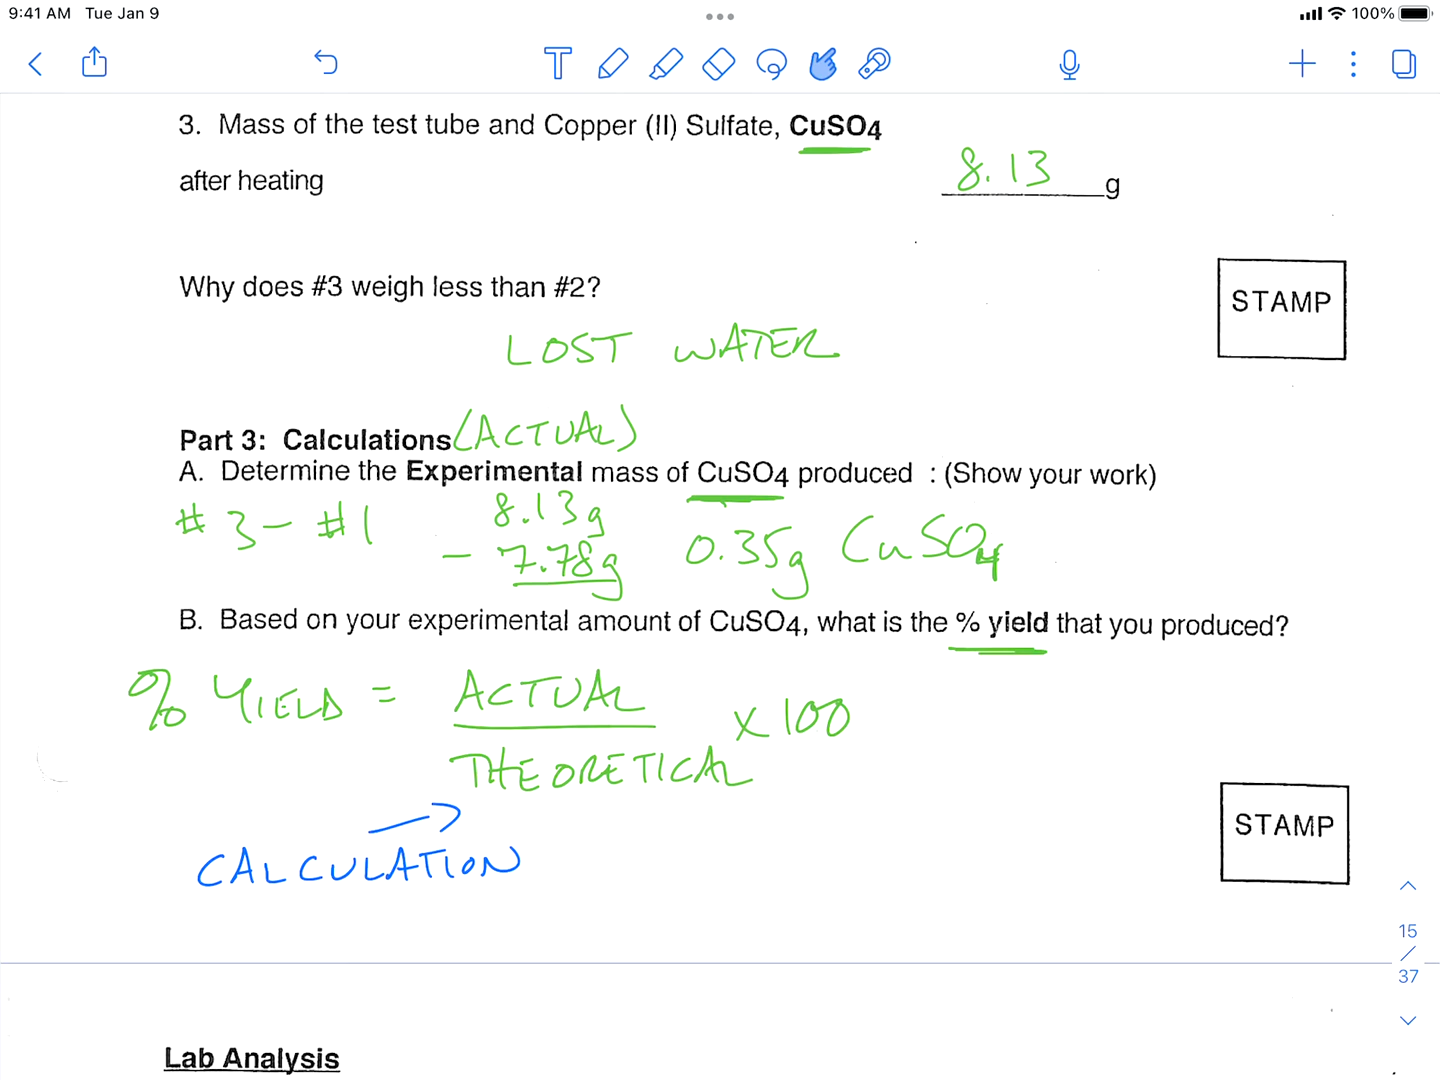 9:41 AM Tue Jan 9
100%
3. Mass of the test tube and Copper (II) Sulfate, CuSO4
after heating 8.13 g
Why does #3 weigh less than #2?
STAMP
LOST WATER
Part 3: Calculations (ACTUAL)
A. Determine the Experimental mass of CuSO4 produced : (Show your work)
#3 - #1 8.13g
- 7.78g 0.35g CuSO4
B. Based on your experimental amount of CuSO4, what is the % yield that you produced?
% YIELD = ACTUAL
THEORETICAL x 100
STAMP
CALCULATION
15
/
37
Lab Analysis